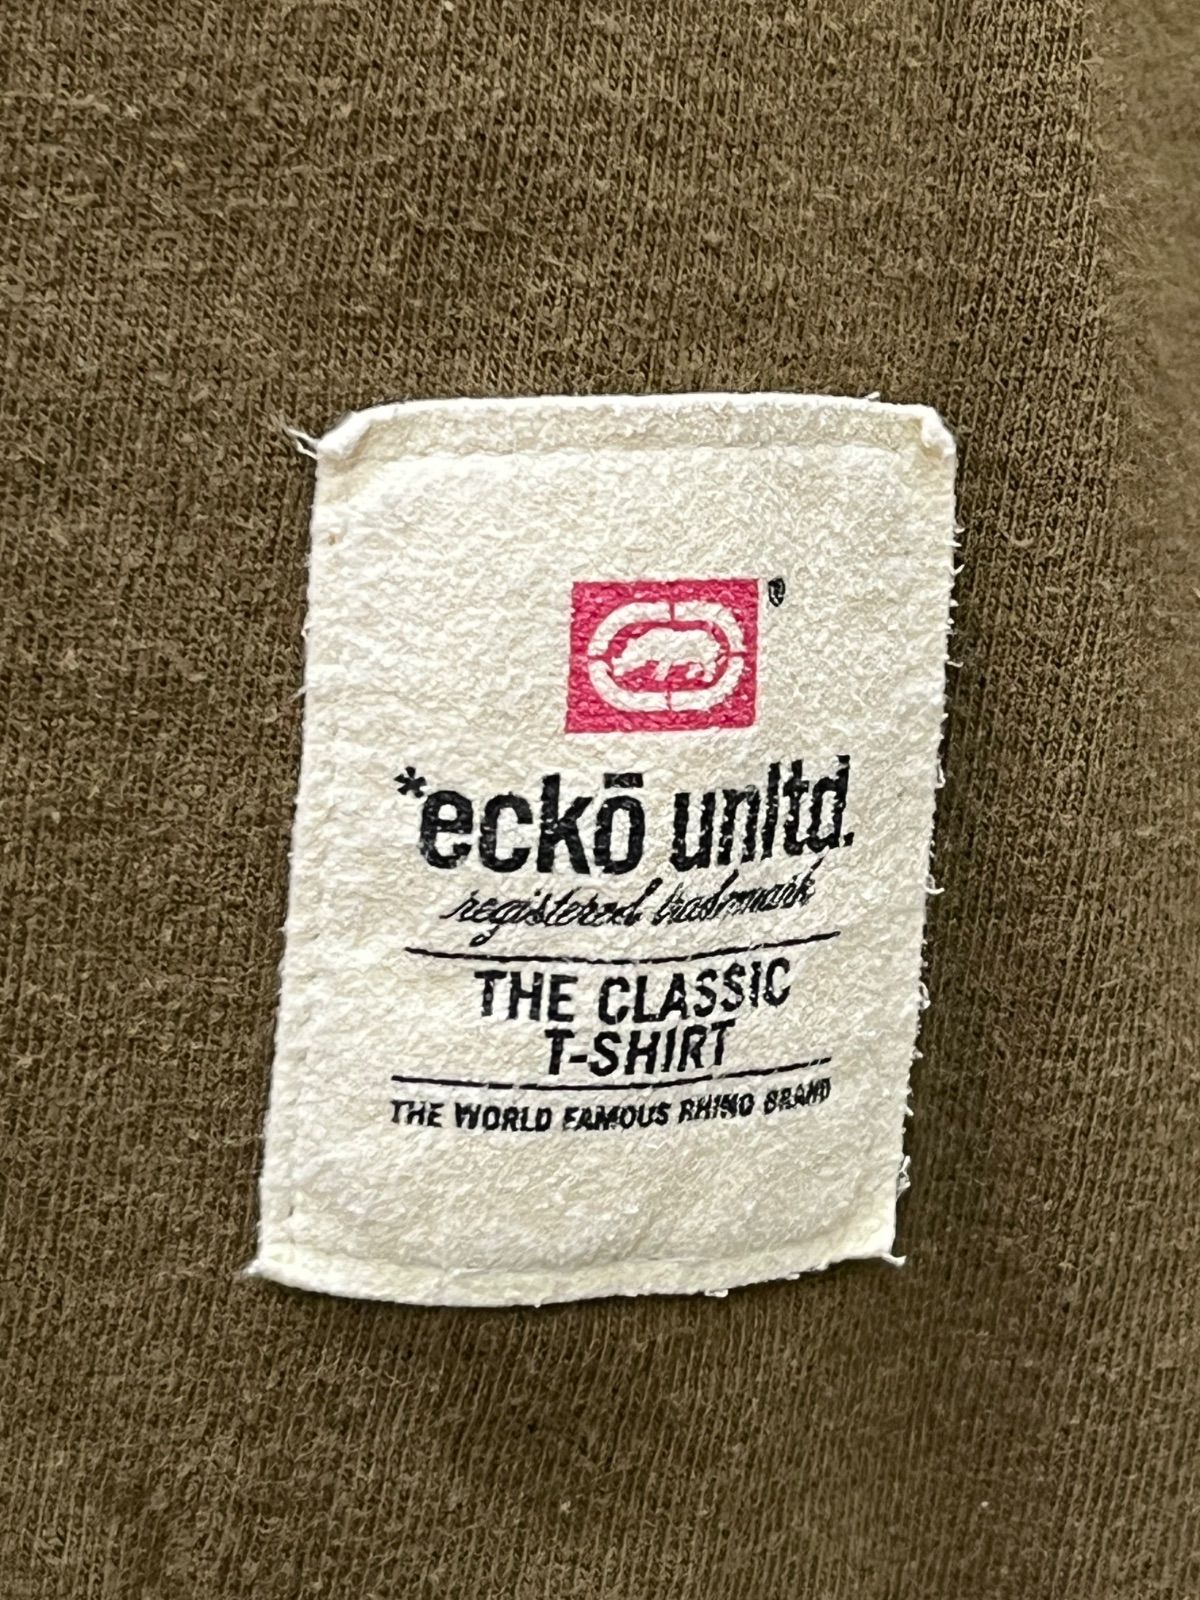 ®
*eckō unltd.
registered trademark
THE CLASSIC
T-SHIRT
THE WORLD FAMOUS RHINO BRAND